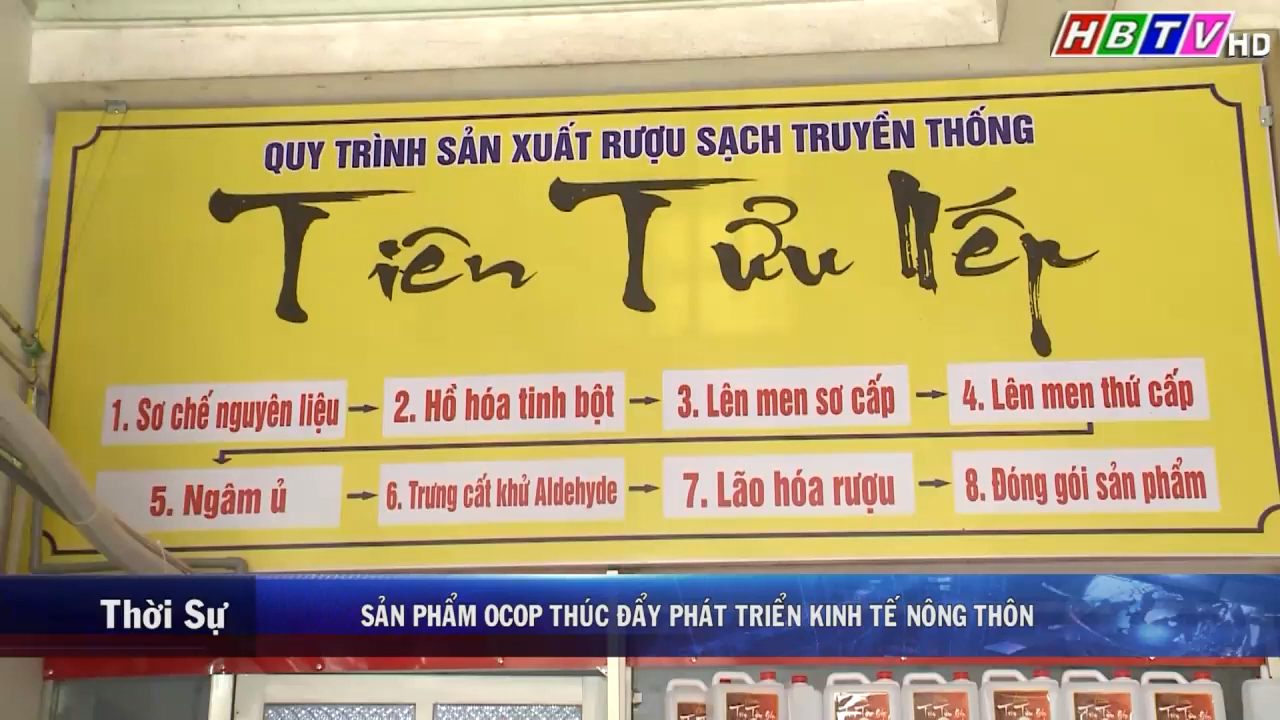 HBTV HD
QUY TRÌNH SẢN XUẤT RƯỢU SẠCH TRUYỀN THỐNG
Tiên Tửu Nếp
1. Sơ chế nguyên liệu
2. Hồ hóa tinh bột
3. Lên men sơ cấp
4. Lên men thứ cấp
5. Ngâm ủ
6. Trưng cất khử Aldehyde
7. Lão hóa rượu
8. Đóng gói sản phẩm
Thời Sự
SẢN PHẨM OCOP THÚC ĐẨY PHÁT TRIỂN KINH TẾ NÔNG THÔN